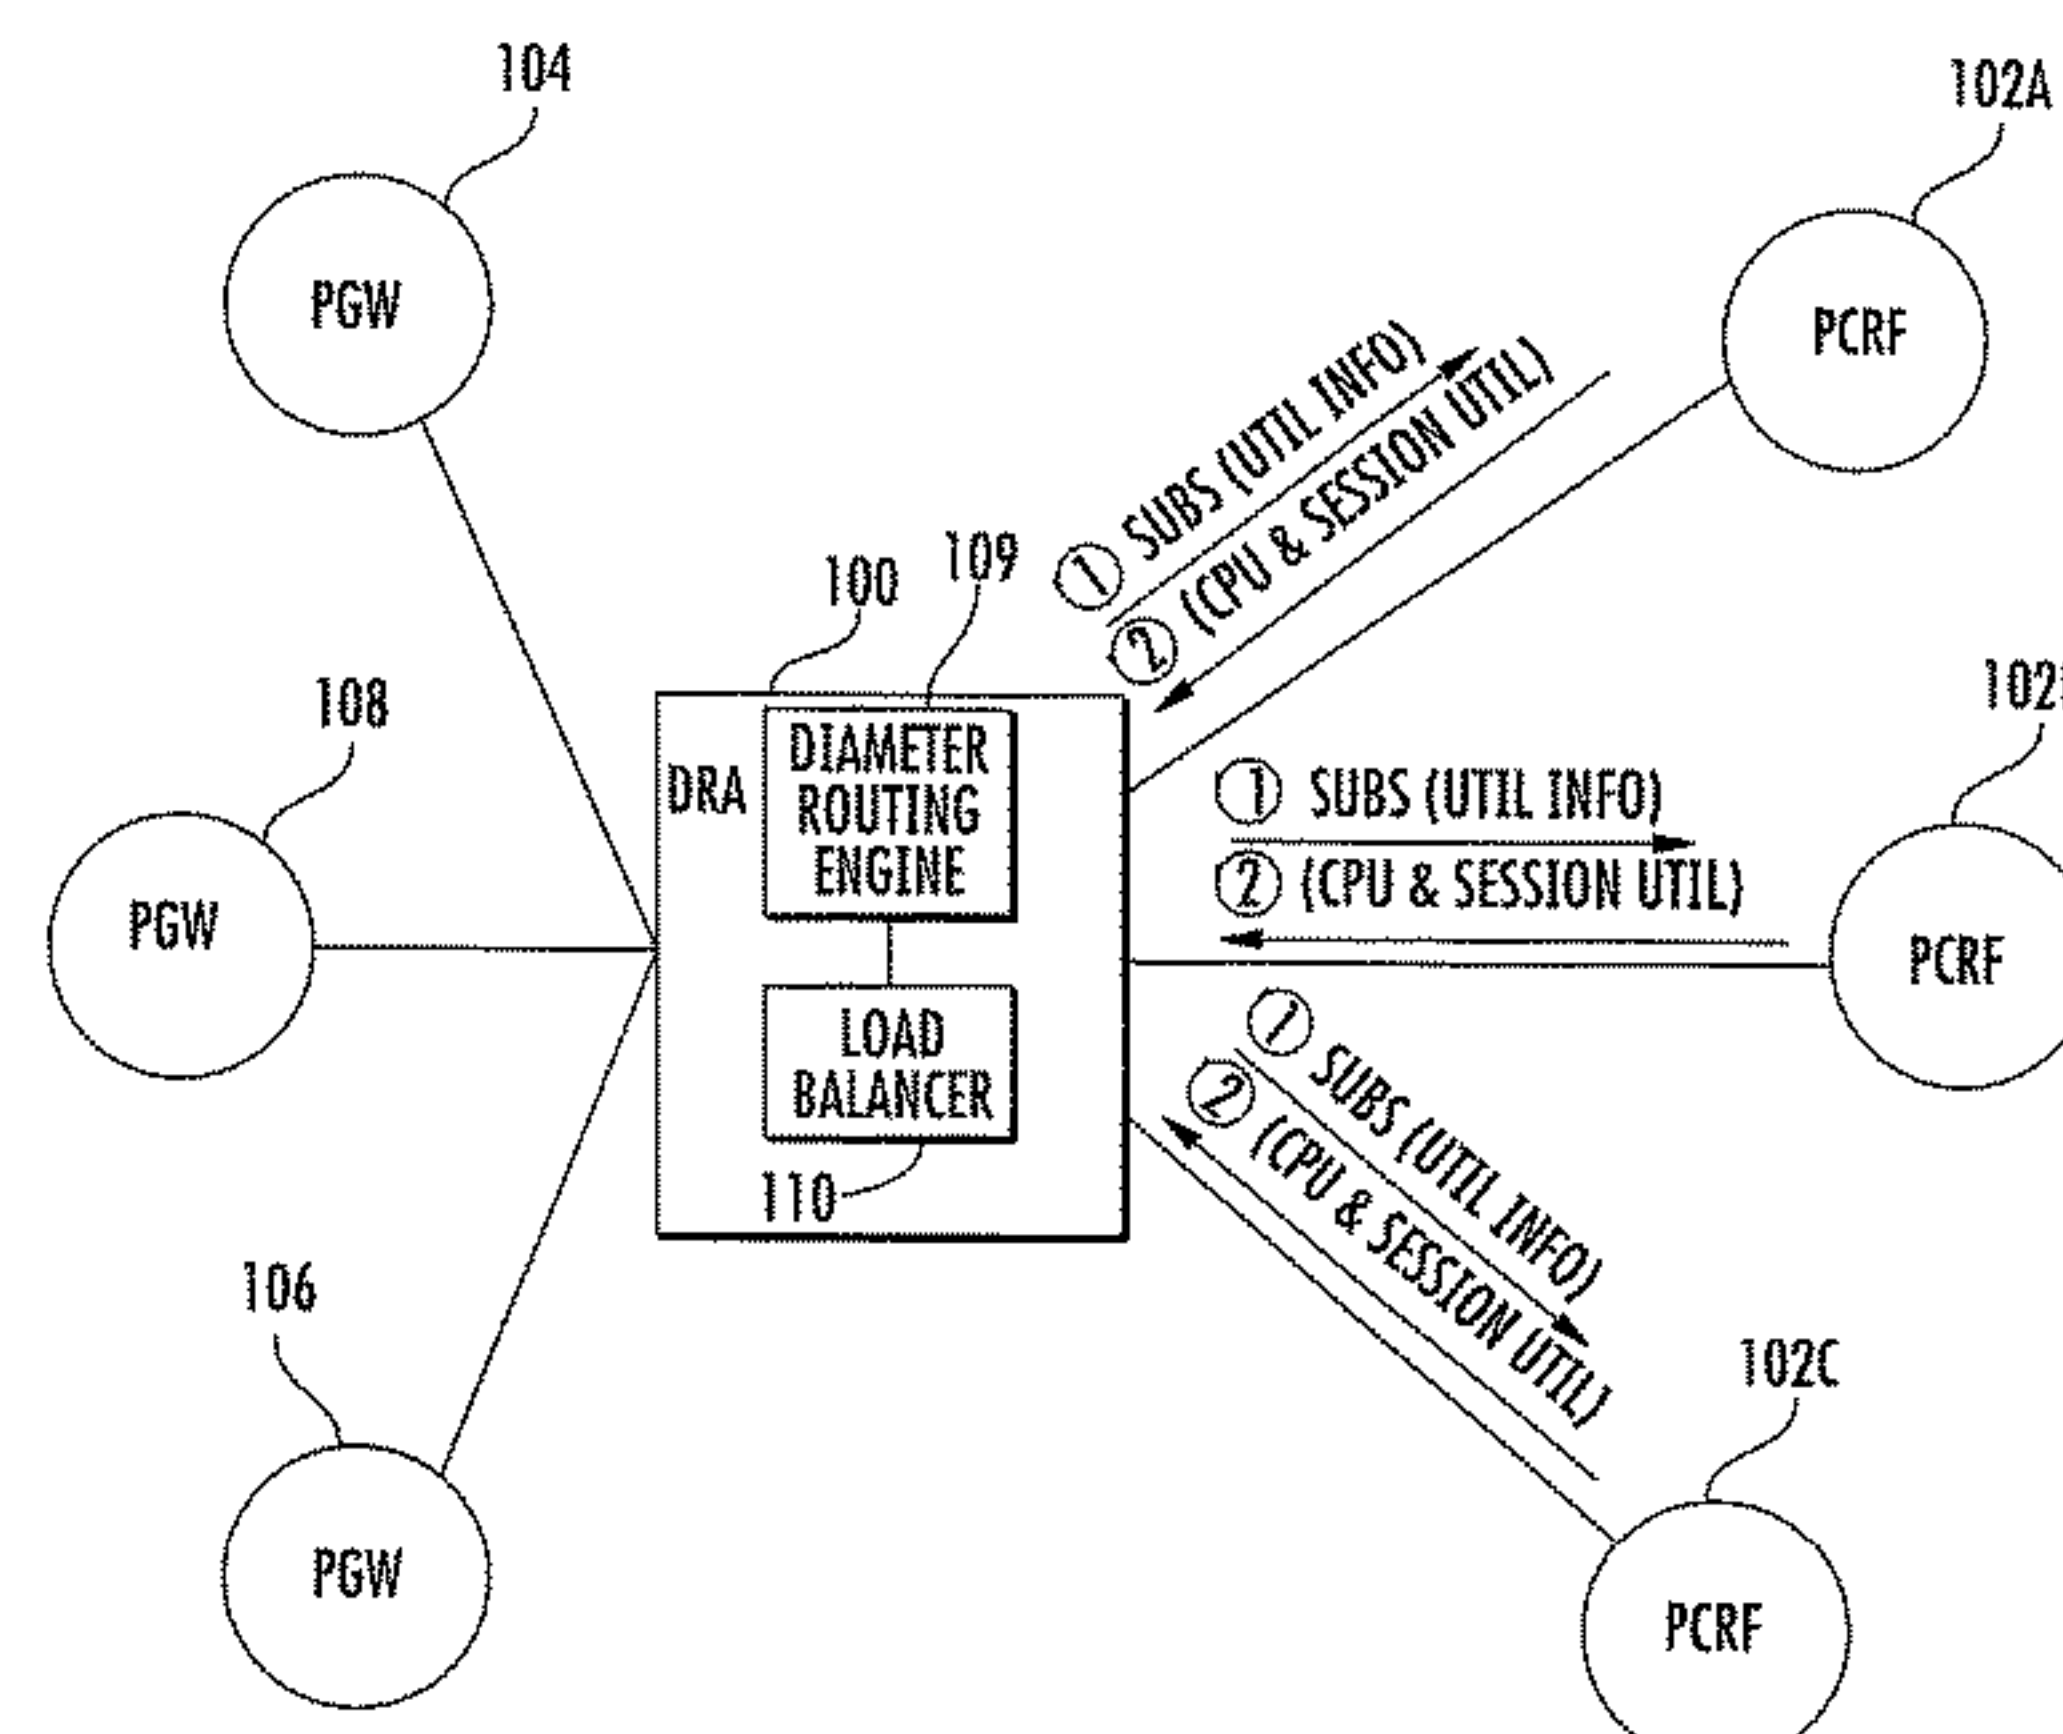 104
102A
PGW
PCRF
① SUBS (UTIL INFO)
② (CPU & SESSION UTIL)
109
100
108
DRA
DIAMETER
ROUTING
ENGINE
① SUBS (UTIL INFO)
② (CPU & SESSION UTIL)
PGW
PCRF
LOAD
BALANCER
110
① SUBS (UTIL INFO)
② (CPU & SESSION UTIL)
106
102C
PGW
PCRF